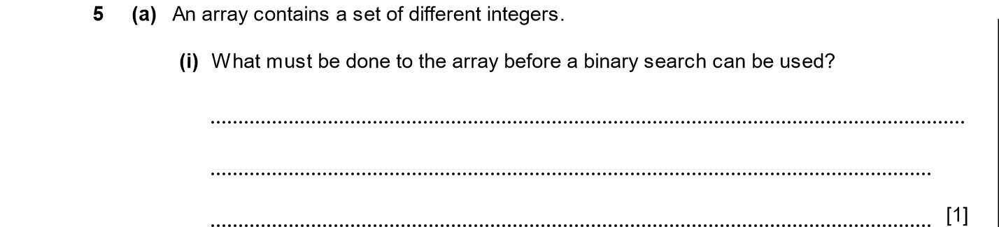 5 (a) An array contains a set of different integers.
(i) What must be done to the array before a binary search can be used?
..........................................................................................................................................
....................................................................................................................................
.................................................................................................................................... [1]